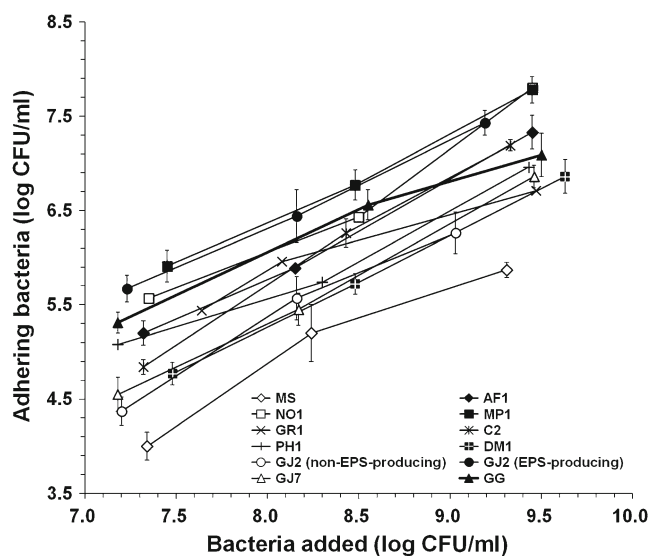 Adhering bacteria (log CFU/ml)
8.5
7.5
6.5
5.5
4.5
3.5
7.0 7.5 8.0 8.5 9.0 9.5 10.0
Bacteria added (log CFU/ml)
MS AF1
NO1 MP1
GR1 C2
PH1 DM1
GJ2 (non-EPS-producing) GJ2 (EPS-producing)
GJ7 GG